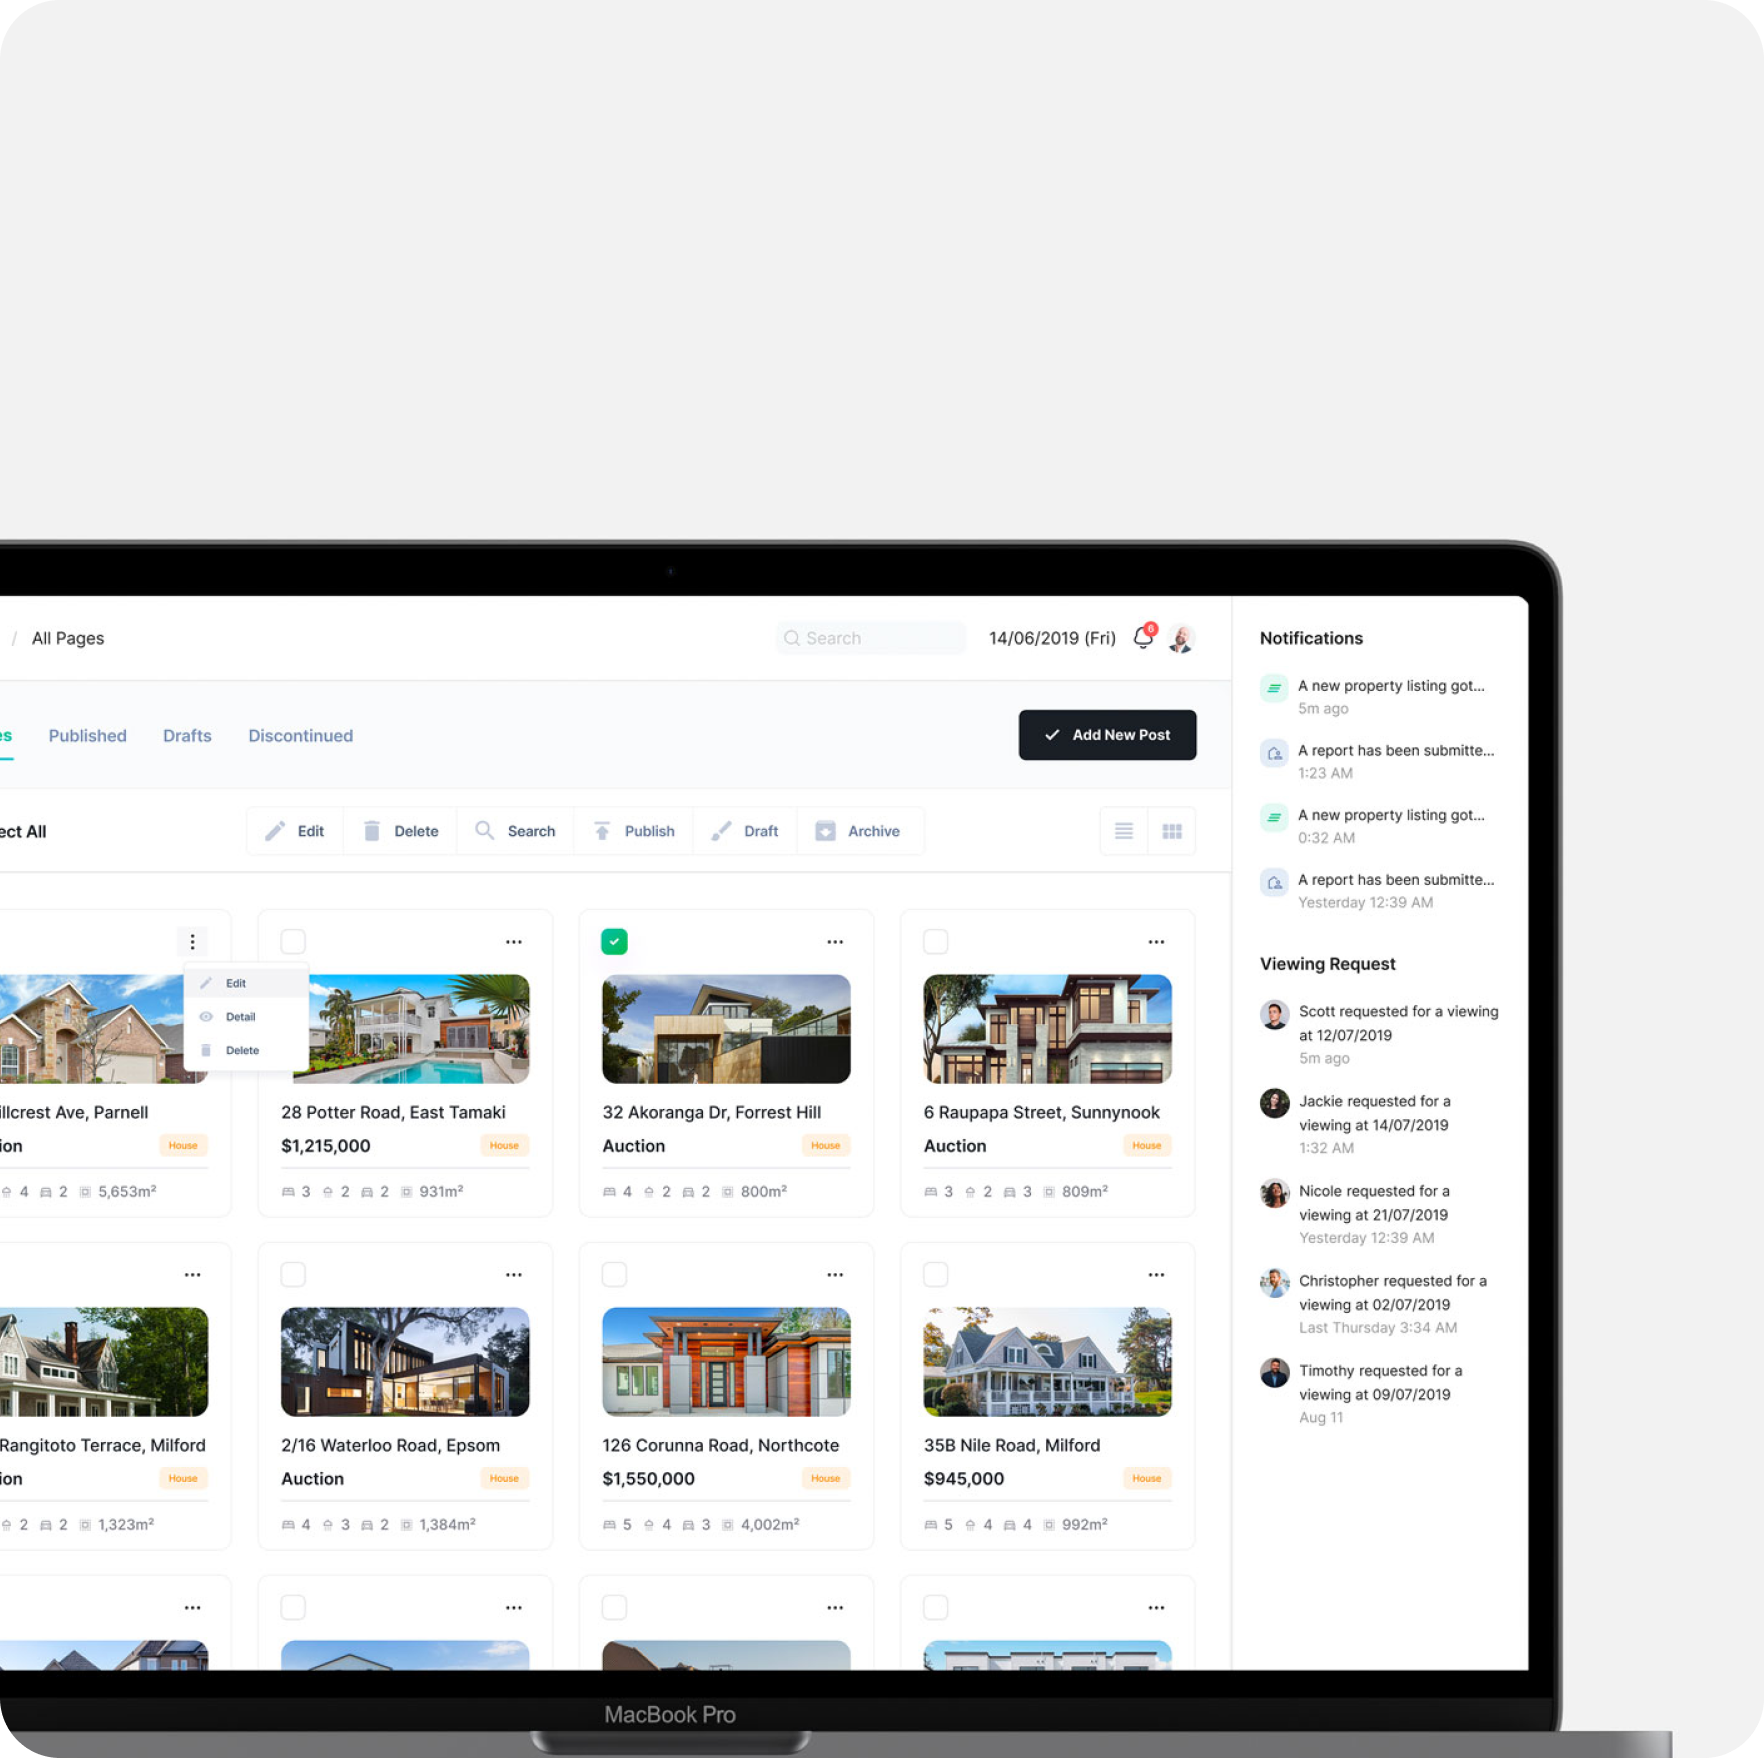 / All Pages
Search
14/06/2019 (Fri)
6
es
Published
Drafts
Discontinued
Add New Post
ect All
Edit
Delete
Search
Publish
Draft
Archive
Edit
Detail
Delete
illcrest Ave, Parnell
ion
House
4 2 5,653m²
28 Potter Road, East Tamaki
$1,215,000
House
3 2 2 931m²
32 Akoranga Dr, Forrest Hill
Auction
House
4 2 2 800m²
6 Raupapa Street, Sunnynook
Auction
House
3 2 3 809m²
Rangitoto Terrace, Milford
ion
House
2 2 1,323m²
2/16 Waterloo Road, Epsom
Auction
House
4 3 2 1,384m²
126 Corunna Road, Northcote
$1,550,000
House
5 4 3 4,002m²
35B Nile Road, Milford
$945,000
House
5 4 4 992m²
Notifications
A new property listing got...
5m ago
A report has been submitte...
1:23 AM
A new property listing got...
0:32 AM
A report has been submitte...
Yesterday 12:39 AM
Viewing Request
Scott requested for a viewing
at 12/07/2019
5m ago
Jackie requested for a
viewing at 14/07/2019
1:32 AM
Nicole requested for a
viewing at 21/07/2019
Yesterday 12:39 AM
Christopher requested for a
viewing at 02/07/2019
Last Thursday 3:34 AM
Timothy requested for a
viewing at 09/07/2019
Aug 11
MacBook Pro